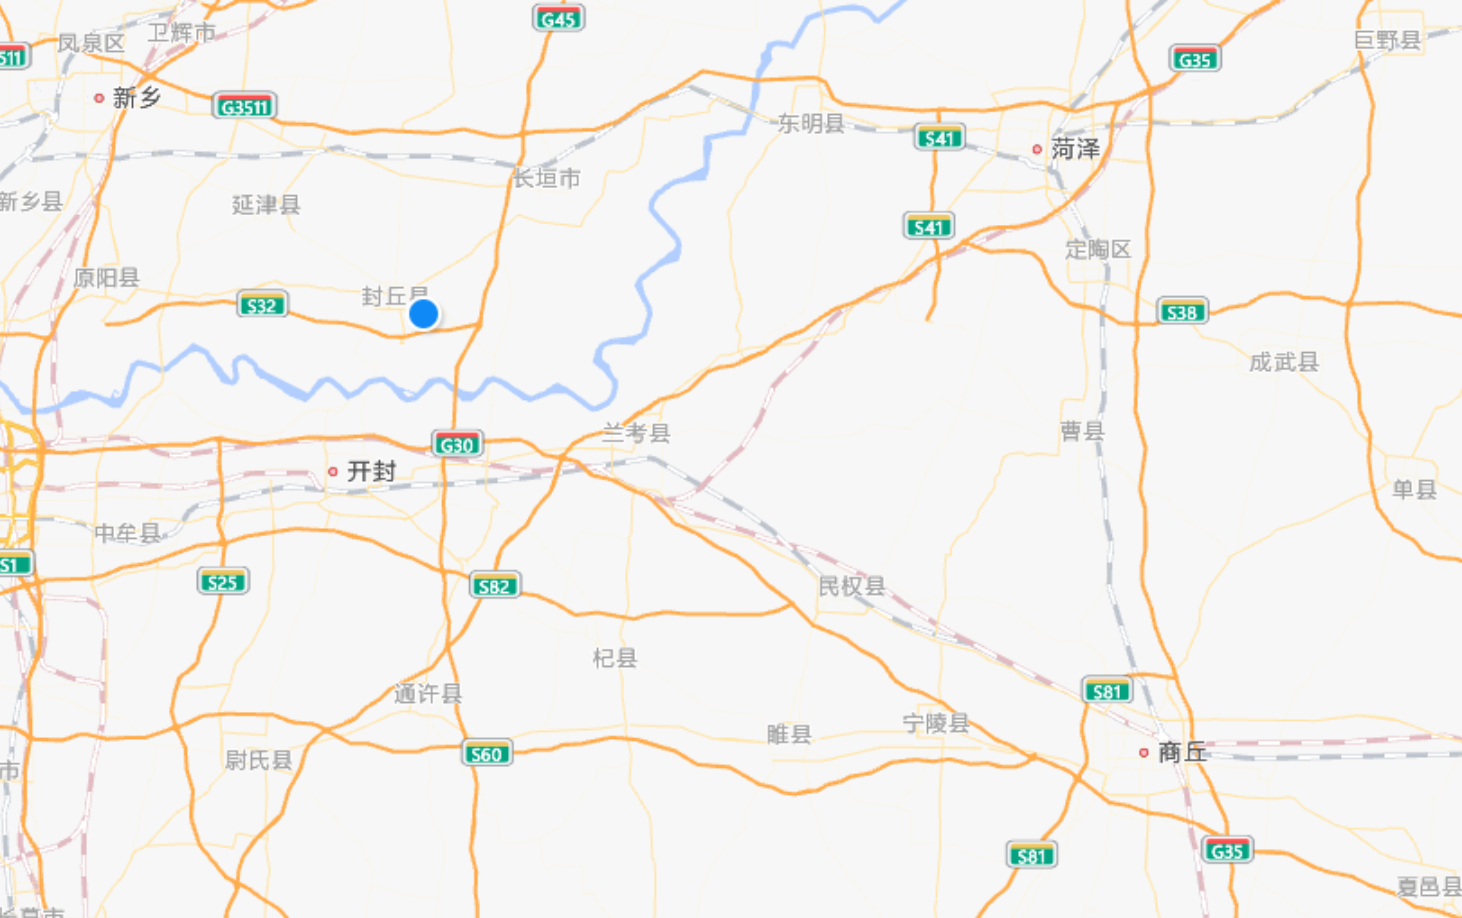 G45
卫辉市
凤泉区
巨野县
S11
G35
新乡
G3511
东明县
S41
菏泽
长垣市
新乡县
延津县
S41
定陶区
原阳县
封丘县
S32
S38
成武县
兰考县
曹县
G30
开封
单县
中牟县
S1
S25
S82
民权县
杞县
通许县
S81
宁陵县
睢县
尉氏县
S60
商丘
市
S81
G35
夏邑县